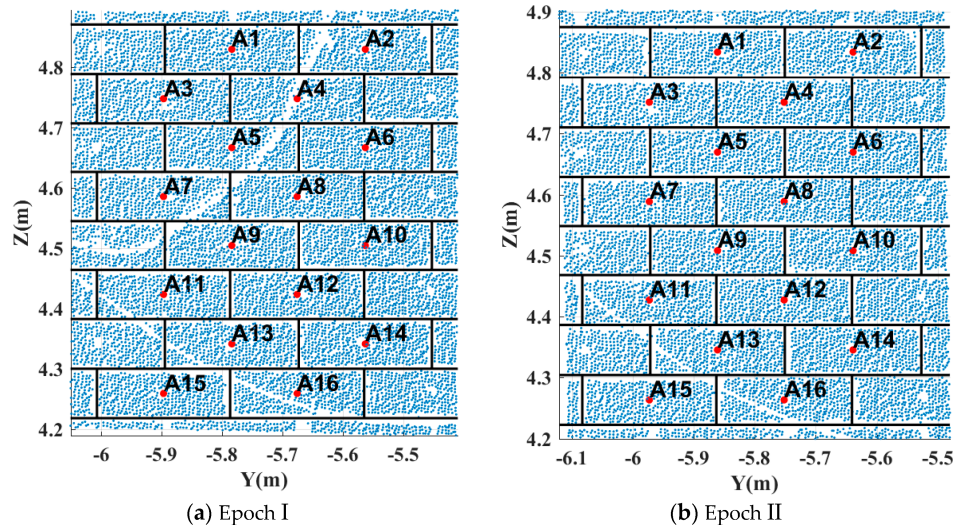 A1 A2
A3 A4
A5 A6
A7 A8
A9 A10
A11 A12
A13 A14
A15 A16
4.8
4.7
4.6
4.5
4.4
4.3
4.2
Z(m)
-6 -5.9 -5.8 -5.7 -5.6 -5.5
Y(m)
(a) Epoch I
A1 A2
A3 A4
A5 A6
A7 A8
A9 A10
A11 A12
A13 A14
A15 A16
4.9
4.8
4.7
4.6
4.5
4.4
4.3
4.2
Z(m)
-6.1 -6 -5.9 -5.8 -5.7 -5.6 -5.5
Y(m)
(b) Epoch II